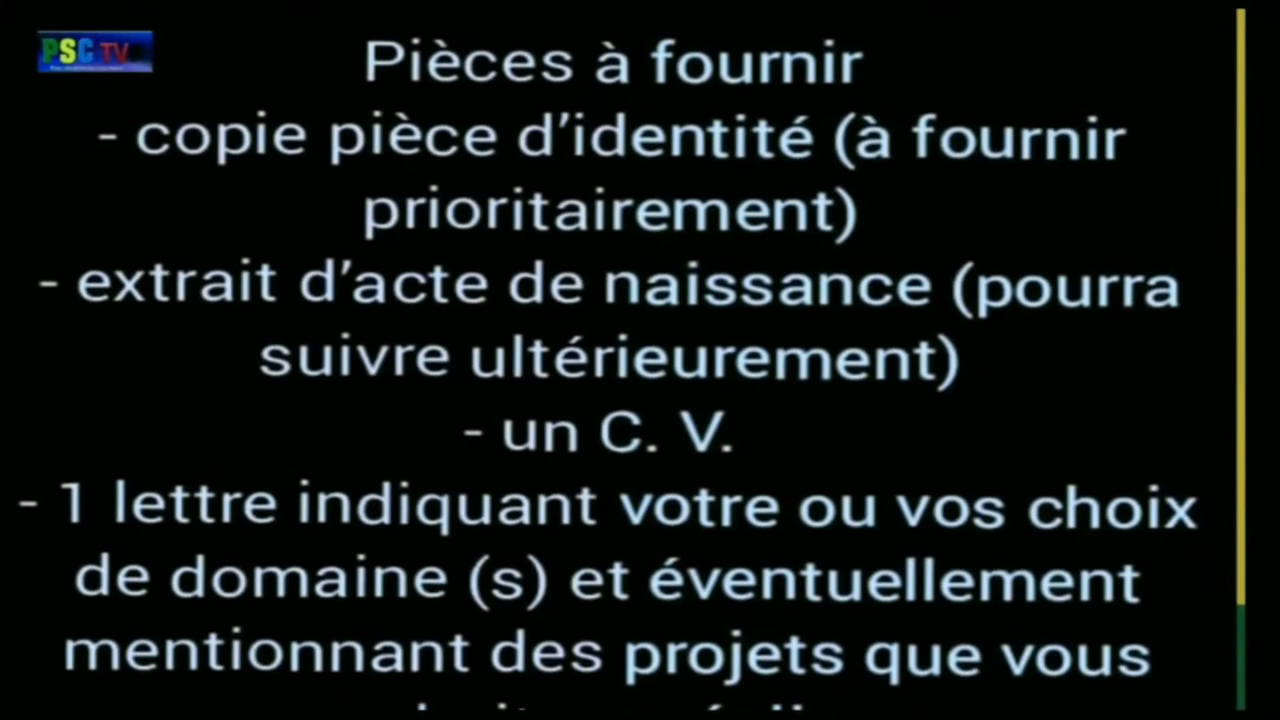 PSC TV
Pièces à fournir
- copie pièce d'identité (à fournir
prioritairement)
- extrait d'acte de naissance (pourra
suivre ultérieurement)
- un C. V.
- 1 lettre indiquant votre ou vos choix
de domaine (s) et éventuellement
mentionnant des projets que vous